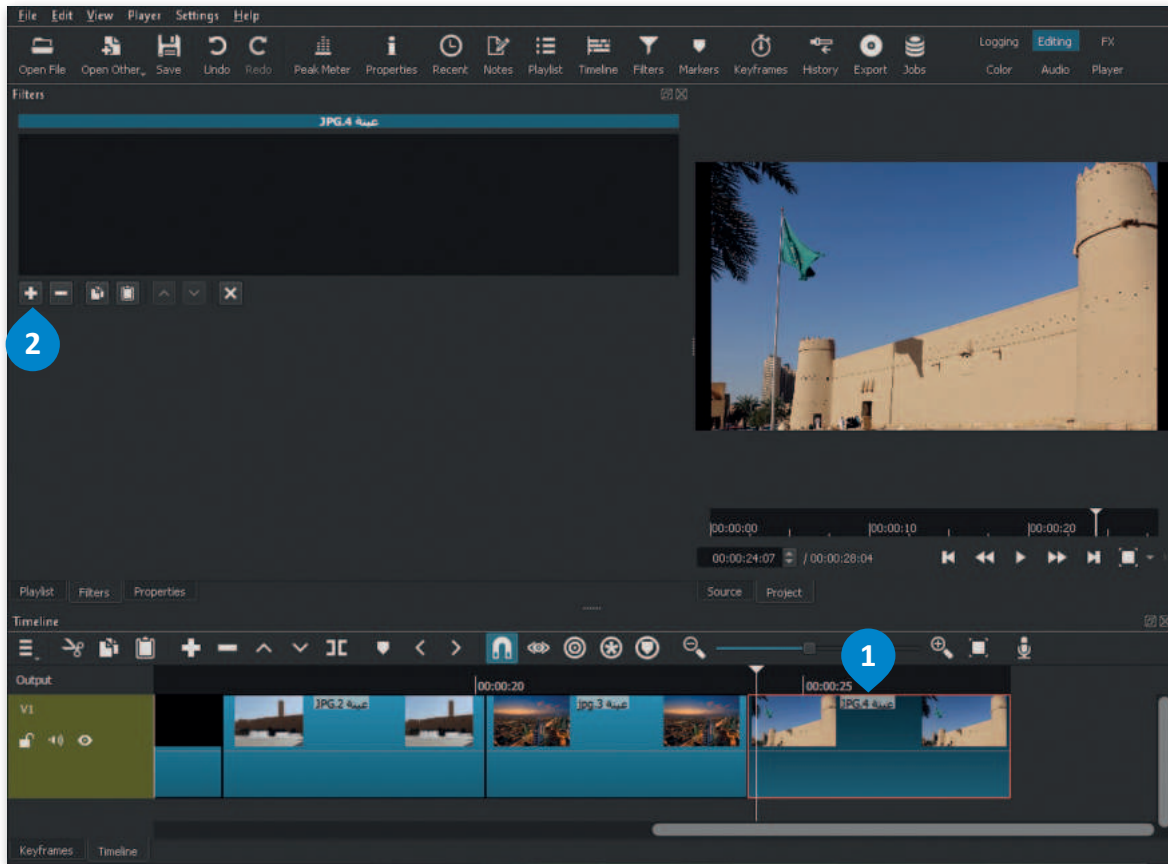 File Edit View Player Settings Help
Open File Open Other Save Undo Redo Peak Meter Properties Recent Notes Playlist Timeline Filters Markers Keyframes History Export Jobs
Logging Editing FX
Color Audio Player
Filters
عينة JPG.4
2
00:00:00 00:00:10 00:00:20
00:00:24:07 / 00:00:28:04
Playlist Filters Properties
Source Project
Timeline
1
Output
00:00:20 00:00:25
V1
عينة JPG.2 عينة jpg.3 عينة JPG.4
Keyframes Timeline